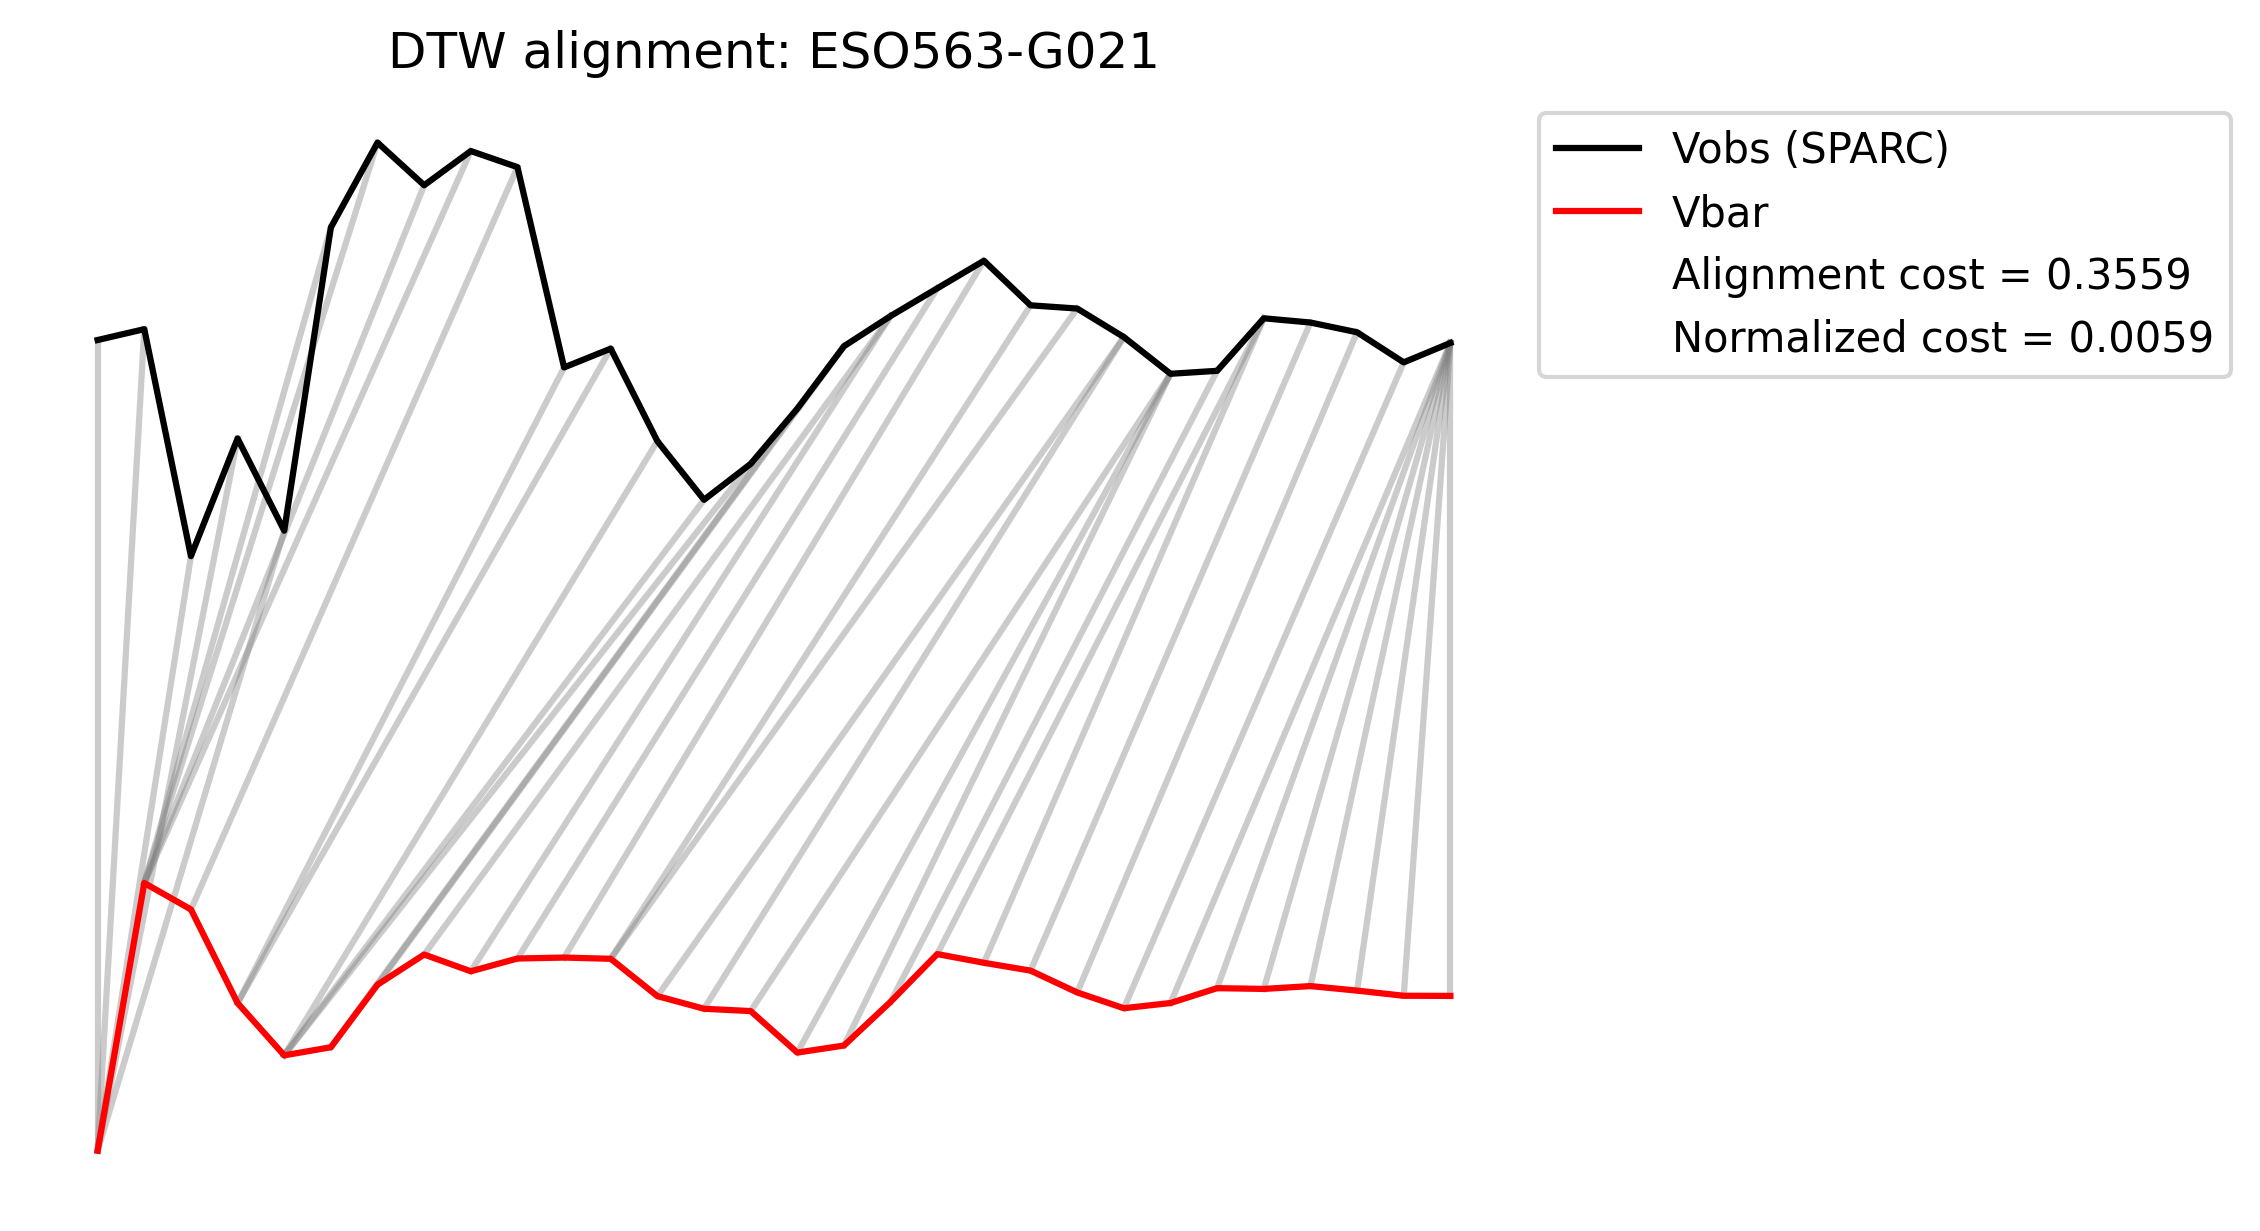 DTW alignment: ESO563-G021
Vobs (SPARC)
Vbar
Alignment cost = 0.3559
Normalized cost = 0.0059